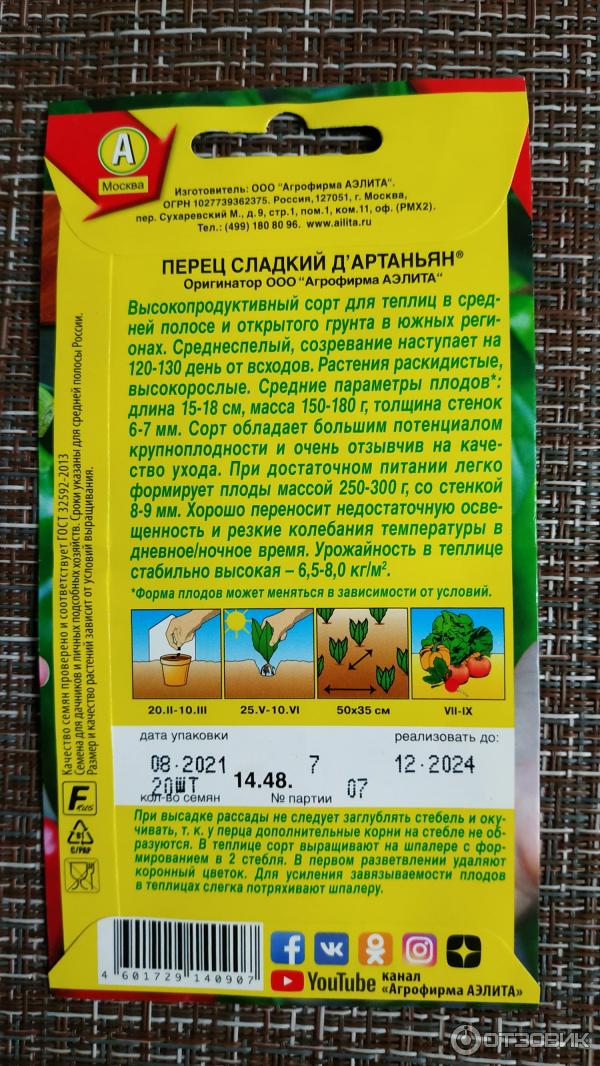 А
Москва
Изготовитель: ООО "Агрофирма АЭЛИТА".
ОГРН 1027739362375. Россия, 127051, г. Москва,
пер. Сухаревский М., д.9, стр.1, пом.1, ком.11, оф. (РМХ2).
Тел.: (499) 180 80 96. www.ailita.ru
ПЕРЕЦ СЛАДКИЙ Д'АРТАНЬЯН®
Оригинатор ООО "Агрофирма АЭЛИТА"
Высокопродуктивный сорт для теплиц в сред-
ней полосе и открытого грунта в южных реги-
онах. Среднеспелый, созревание наступает на
120-130 день от всходов. Растения раскидистые,
высокорослые. Средние параметры плодов*:
длина 15-18 см, масса 150-180 г, толщина стенок
6-7 мм. Сорт обладает большим потенциалом
крупноплодности и очень отзывчив на каче-
ство ухода. При достаточном питании легко
формирует плоды массой 250-300 г, со стенкой
8-9 мм. Хорошо переносит недостаточную осве-
щенность и резкие колебания температуры в
дневное/ночное время. Урожайность в теплице
стабильно высокая – 6,5-8,0 кг/м².
*Форма плодов может меняться в зависимости от условий.
20.II-10.III 25.V-10.VI 50х35 см VII-IX
дата упаковки реализовать до:
08·2021 7 12·2024
20ШТ 14.48. 07
кол-во семян № партии
При высадке рассады не следует заглублять стебель и оку-
чивать, т. к. у перца дополнительные корни на стебле не об-
разуются. В теплице сорт выращивают на шпалере с фор-
мированием в 2 стебля. В первом разветвлении удаляют
коронный цветок. Для усиления завязываемости плодов
в теплицах слегка потряхивают шпалеру.
Качество семян проверено и соответствует ГОСТ 32592-2013
Семена для дачников и личных подсобных хозяйств. Сроки указаны для средней полосы России.
Размер и качество растений зависит от условий выращивания.
F
81
C/PAP
4 601729 140907
YouTube канал
«Агрофирма АЭЛИТА»
ОТЗОВИК